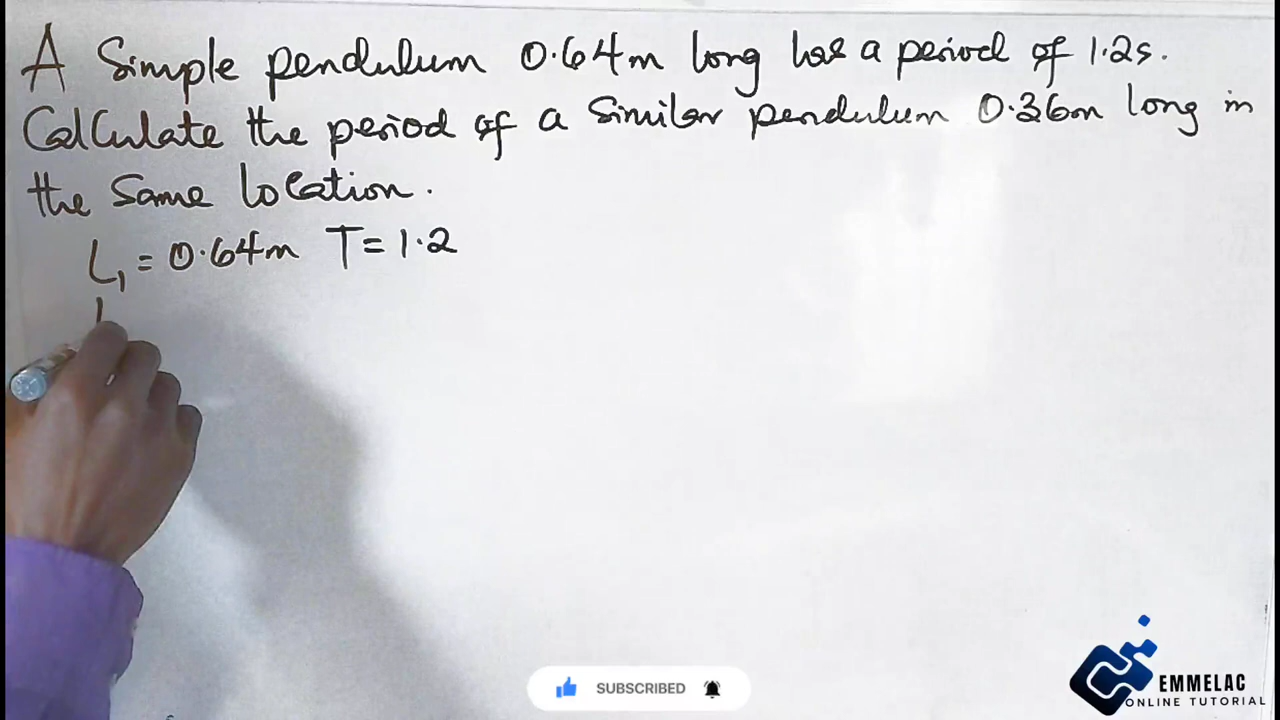 A Simple pendulum 0.64m long has a period of 1.2s.
Calculate the period of a similar pendulum 0.36m long in
the same location.
L₁ = 0.64m T = 1.2
L
SUBSCRIBED
EMMELAC
ONLINE TUTORIAL